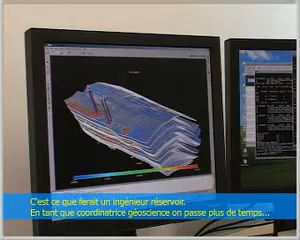 C'est ce que ferait un ingénieur réservoir.
En tant que coordinatrice géoscience on passe plus de temps...